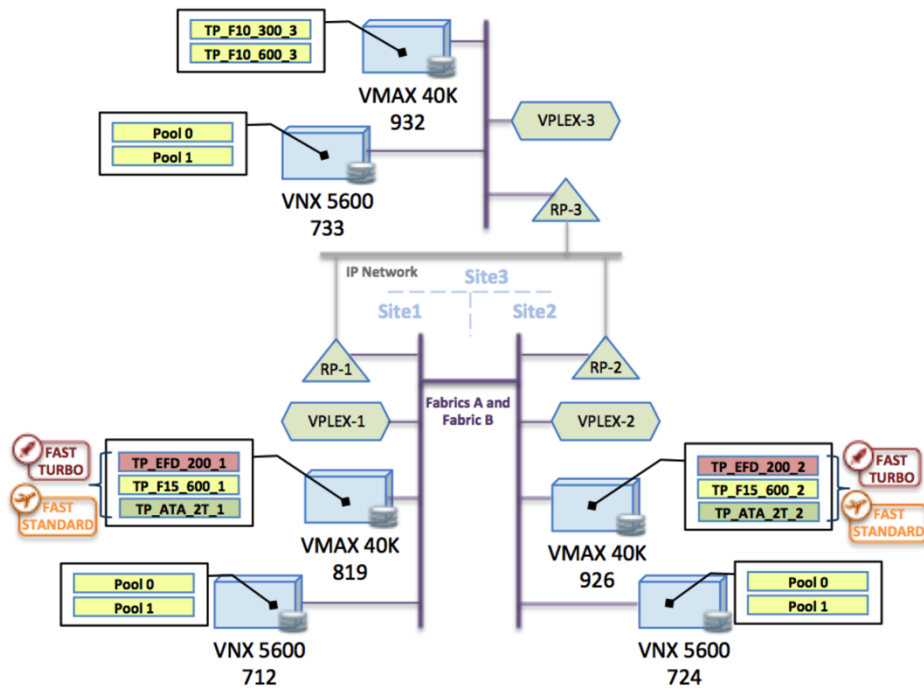 TP_F10_300_3
TP_F10_600_3
VMAX 40K
932
VPLEX-3
Pool 0
Pool 1
VNX 5600
733
RP-3
IP Network
Site3
Site1
Site2
RP-1
RP-2
Fabrics A and
Fabric B
VPLEX-1
VPLEX-2
FAST
TURBO
FAST
STANDARD
TP_EFD_200_1
TP_F15_600_1
TP_ATA_2T_1
VMAX 40K
819
TP_EFD_200_2
TP_F15_600_2
TP_ATA_2T_2
FAST
TURBO
FAST
STANDARD
VMAX 40K
926
Pool 0
Pool 1
VNX 5600
712
Pool 0
Pool 1
VNX 5600
724